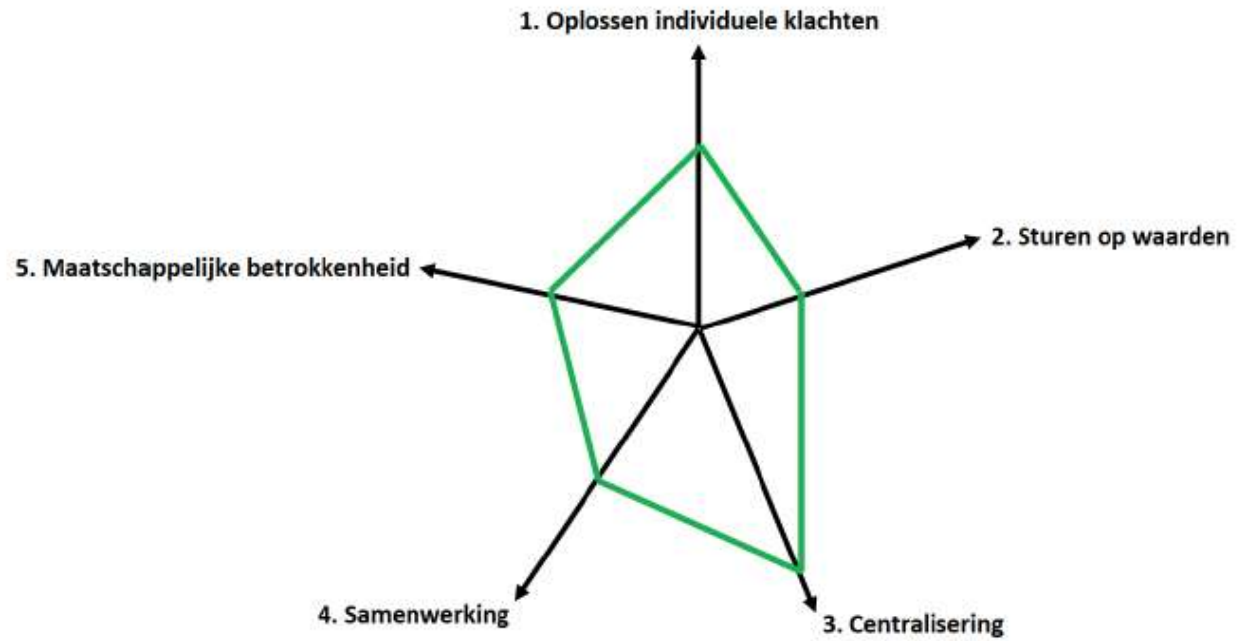 1. Oplossen individuele klachten
2. Sturen op waarden
5. Maatschappelijke betrokkenheid
4. Samenwerking
3. Centralisering